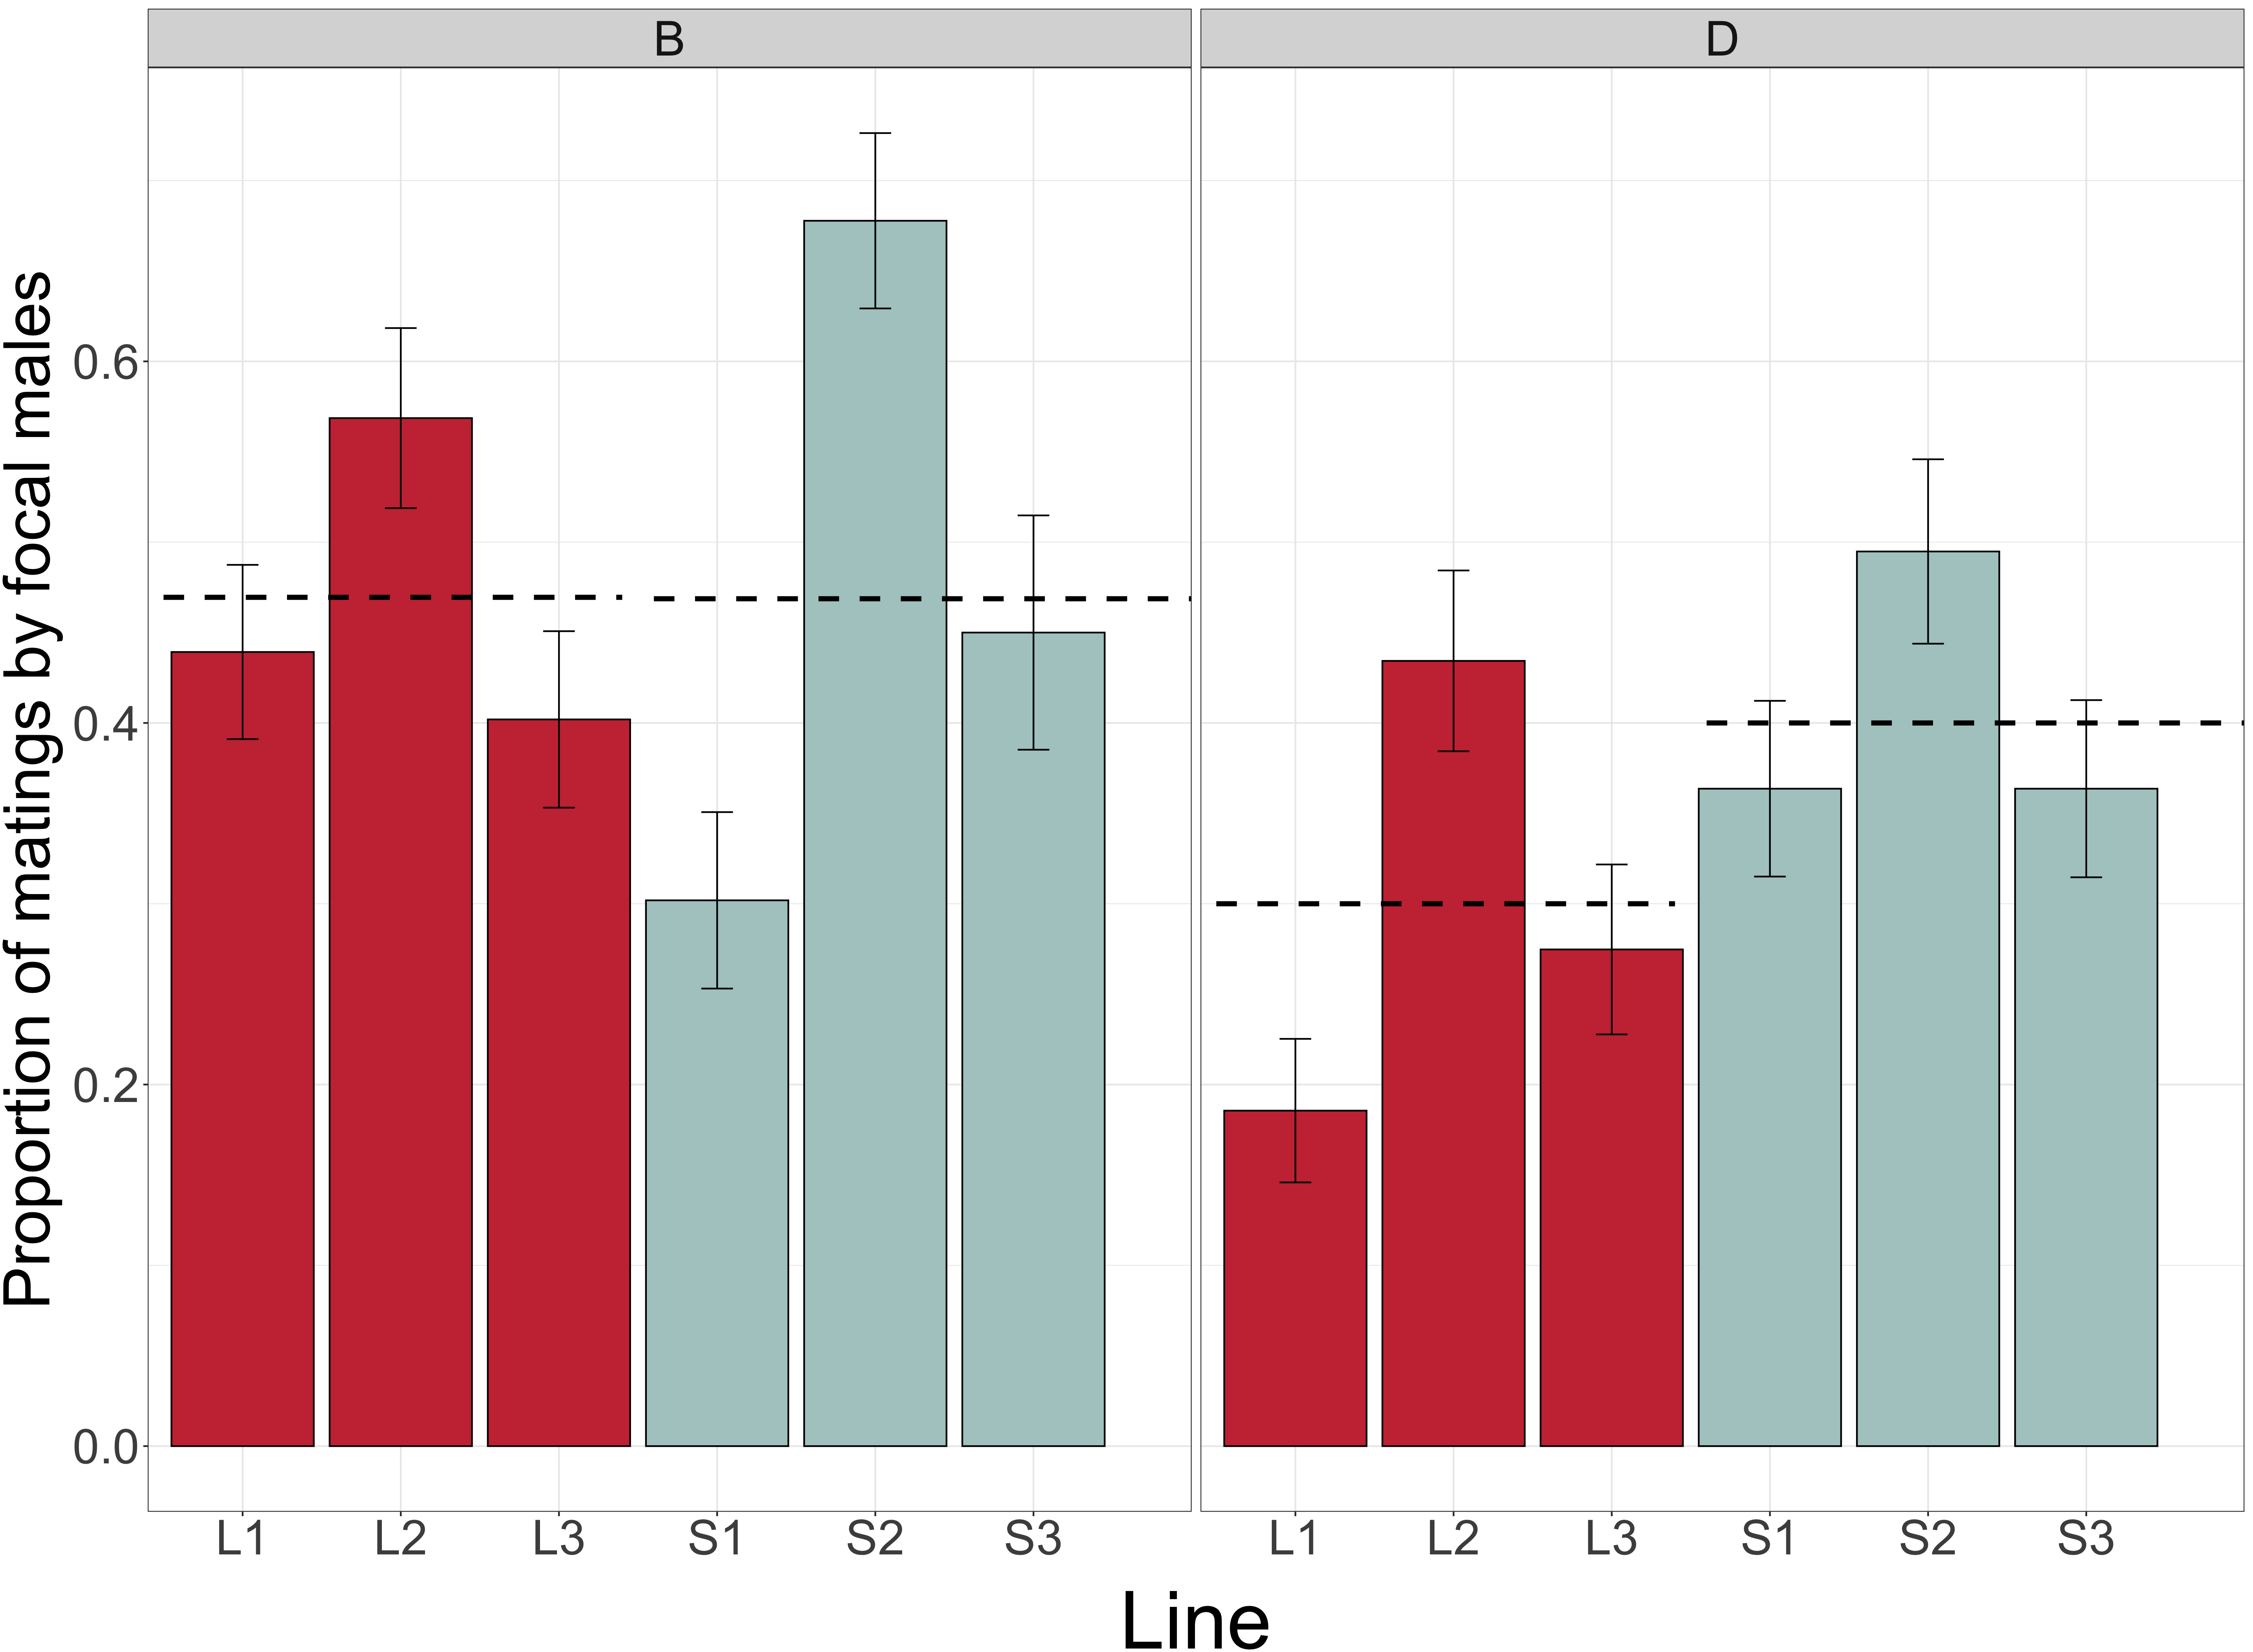 B
D
Proportion of matings by focal males
0.6
0.4
0.2
0.0
L1 L2 L3 S1 S2 S3
L1 L2 L3 S1 S2 S3
Line